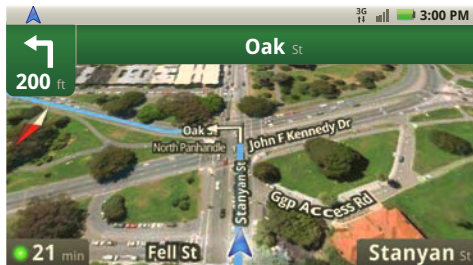 3G
3:00 PM
Oak St
200 ft
Oak St
North Panhandle
John F Kennedy Dr
Stanyan St
Ggp Access Rd
21 min
Fell St
Stanyan St